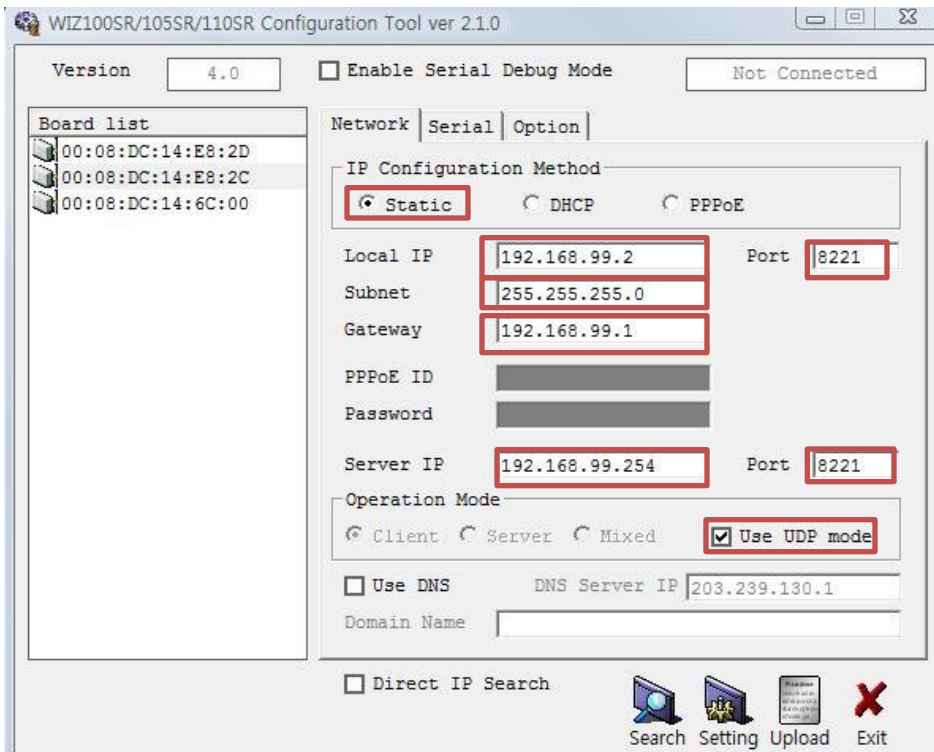 WIZ100SR/105SR/110SR Configuration Tool ver 2.1.0
Version 4.0 Enable Serial Debug Mode Not Connected
Board list
00:08:DC:14:E8:2D
00:08:DC:14:E8:2C
00:08:DC:14:6C:00
Network Serial Option
IP Configuration Method
Static DHCP PPPoE
Local IP 192.168.99.2 Port 8221
Subnet 255.255.255.0
Gateway 192.168.99.1
PPPoE ID
Password
Server IP 192.168.99.254 Port 8221
Operation Mode
Client Server Mixed Use UDP mode
Use DNS DNS Server IP 203.239.130.1
Domain Name
Direct IP Search
Search Setting Upload Exit